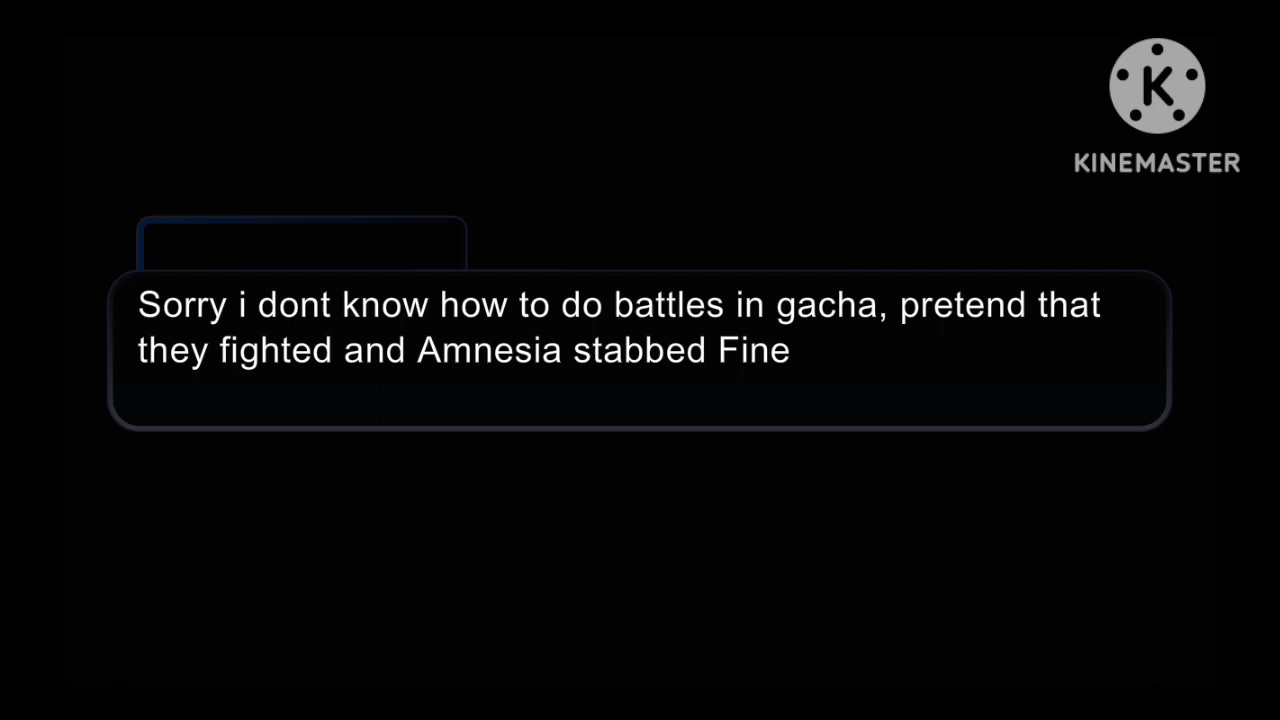 K
KINEMASTER
Sorry i dont know how to do battles in gacha, pretend that
they fighted and Amnesia stabbed Fine